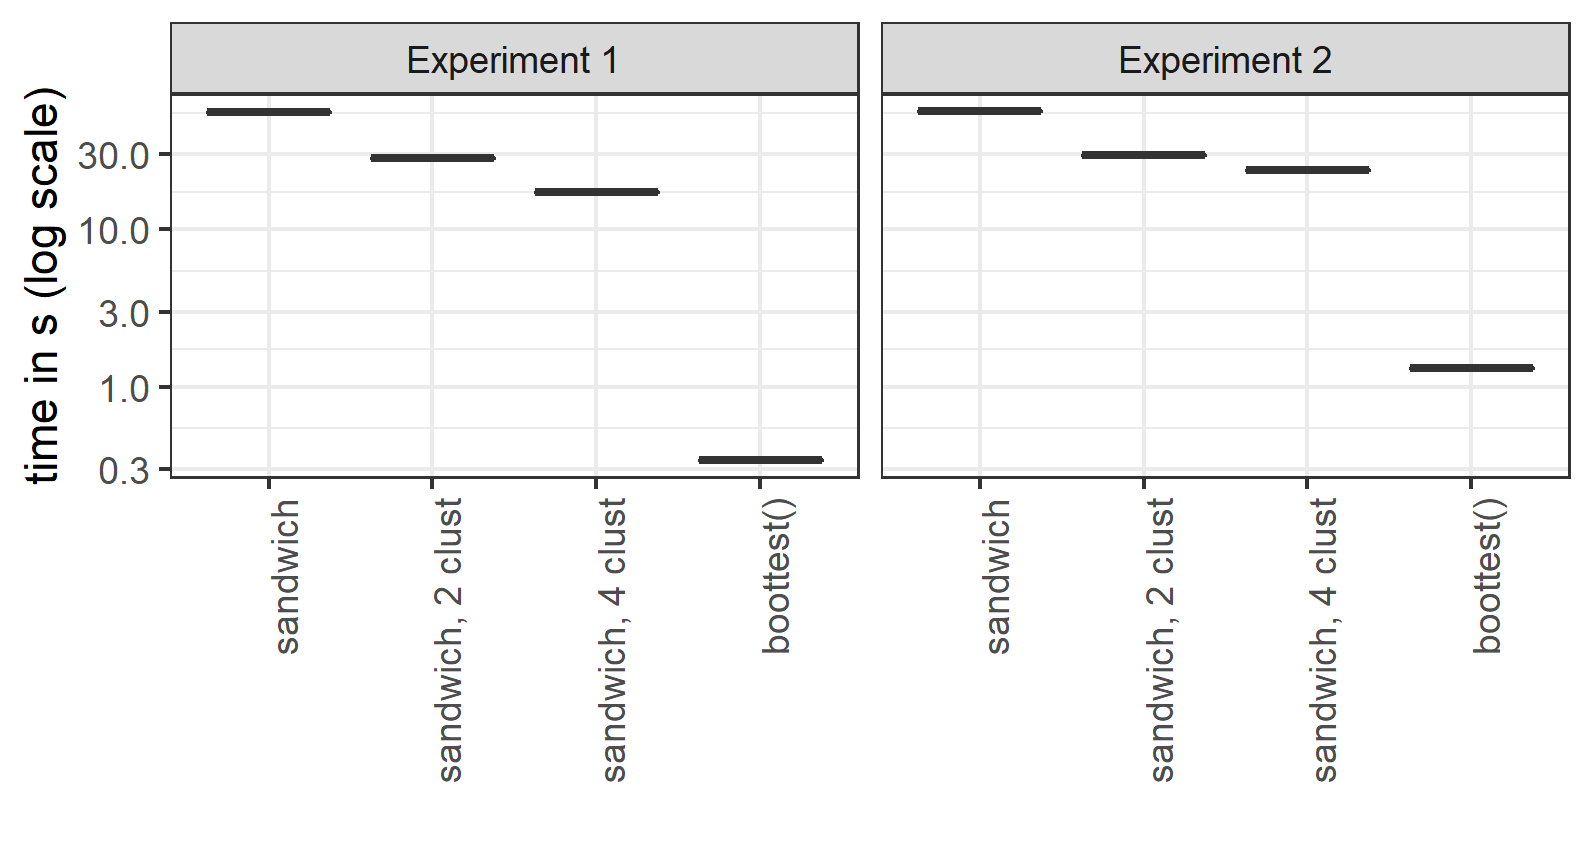 Experiment 1
Experiment 2
time in s (log scale)
30.0
10.0
3.0
1.0
0.3
sandwich
sandwich, 2 clust
sandwich, 4 clust
boottest()
sandwich
sandwich, 2 clust
sandwich, 4 clust
boottest()